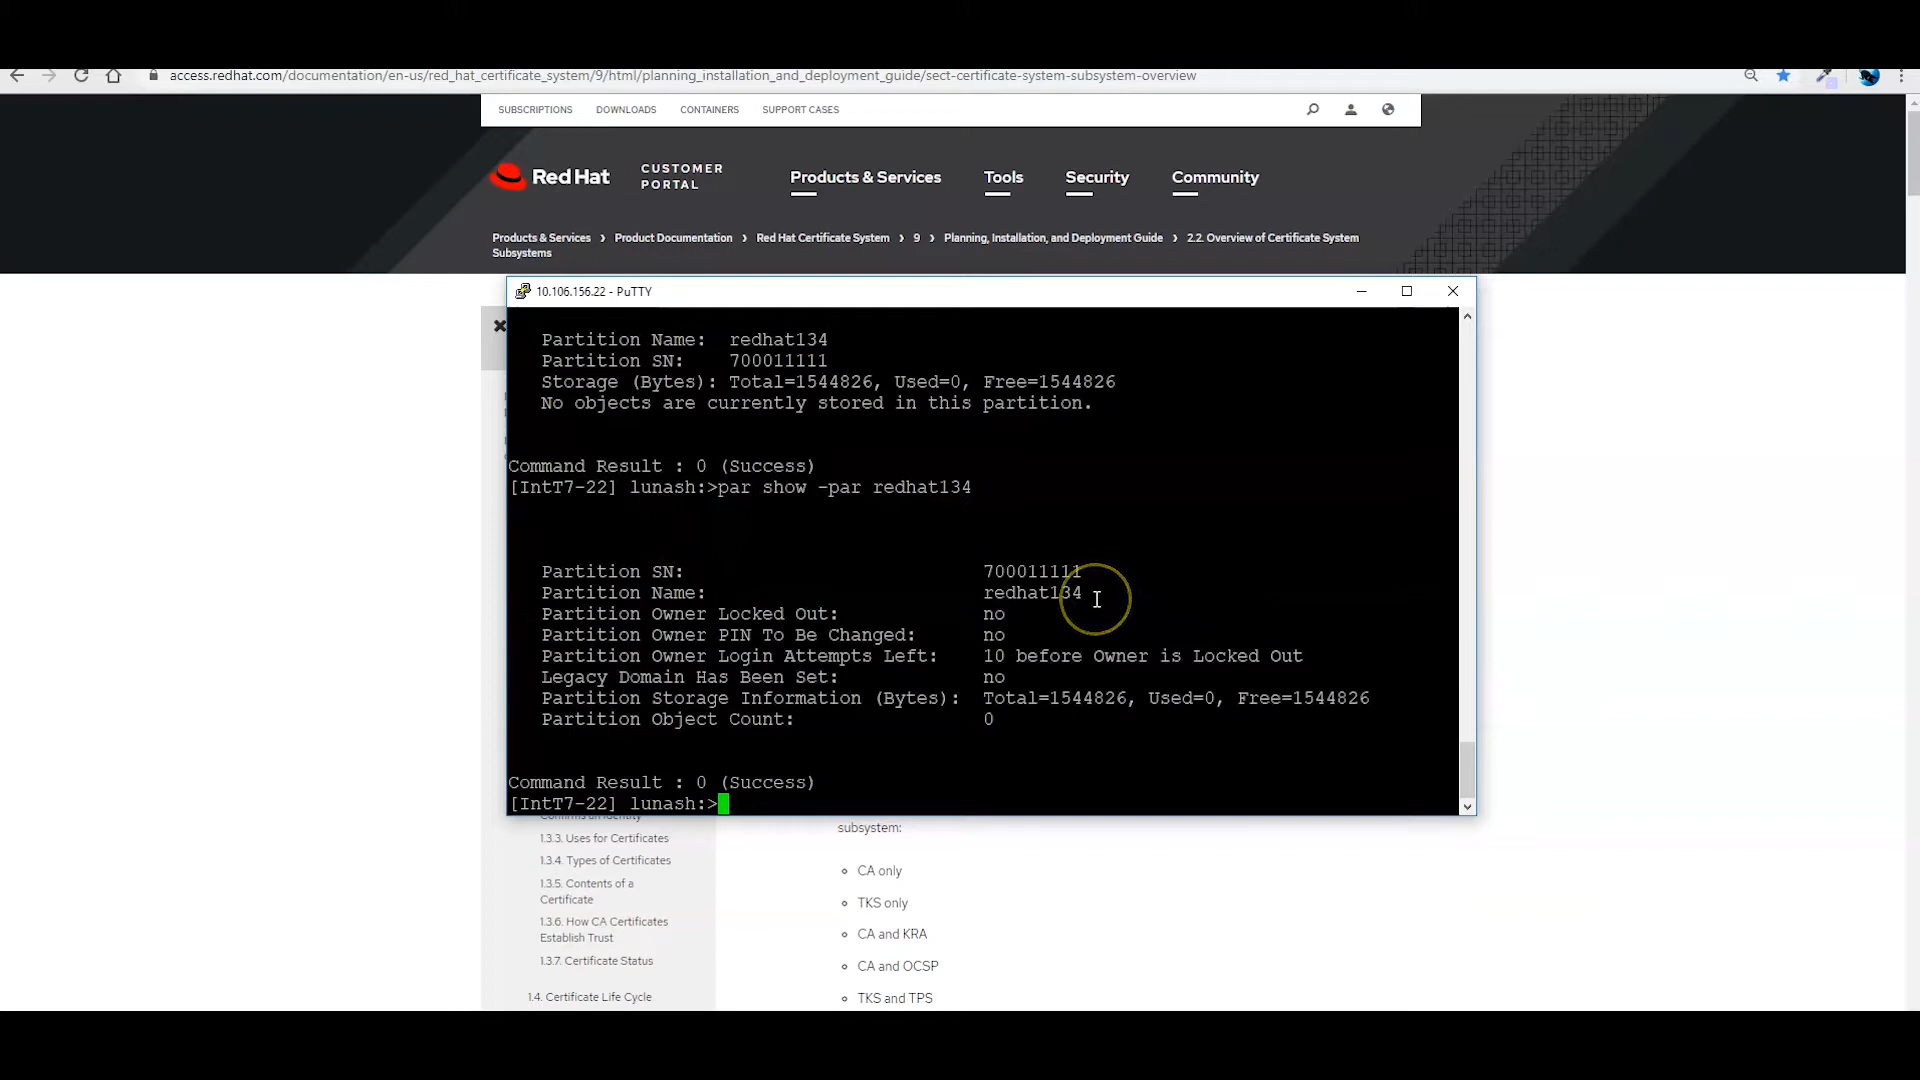 access.redhat.com/documentation/en-us/red_hat_certificate_system/9/html/planning_installation_and_deployment_guide/sect-certificate-system-subsystem-overview
SUBSCRIPTIONS DOWNLOADS CONTAINERS SUPPORT CASES
Red Hat
CUSTOMER
PORTAL
Products & Services Tools Security Community
Products & Services › Product Documentation › Red Hat Certificate System › 9 › Planning, Installation, and Deployment Guide › 2.2. Overview of Certificate System
Subsystems
10.106.156.22 - PuTTY
Partition Name: redhat134
Partition SN: 700011111
Storage (Bytes): Total=1544826, Used=0, Free=1544826
No objects are currently stored in this partition.
Command Result : 0 (Success)
[IntT7-22] lunash:>par show -par redhat134
Partition SN: 700011111
Partition Name: redhat134
Partition Owner Locked Out: no
Partition Owner PIN To Be Changed: no
Partition Owner Login Attempts Left: 10 before Owner is Locked Out
Legacy Domain Has Been Set: no
Partition Storage Information (Bytes): Total=1544826, Used=0, Free=1544826
Partition Object Count: 0
Command Result : 0 (Success)
[IntT7-22] lunash:>
Confirms an Identity
1.3.3. Uses for Certificates
1.3.4. Types of Certificates
1.3.5. Contents of a
Certificate
1.3.6. How CA Certificates
Establish Trust
1.3.7. Certificate Status
1.4. Certificate Life Cycle
subsystem:
CA only
TKS only
CA and KRA
CA and OCSP
TKS and TPS